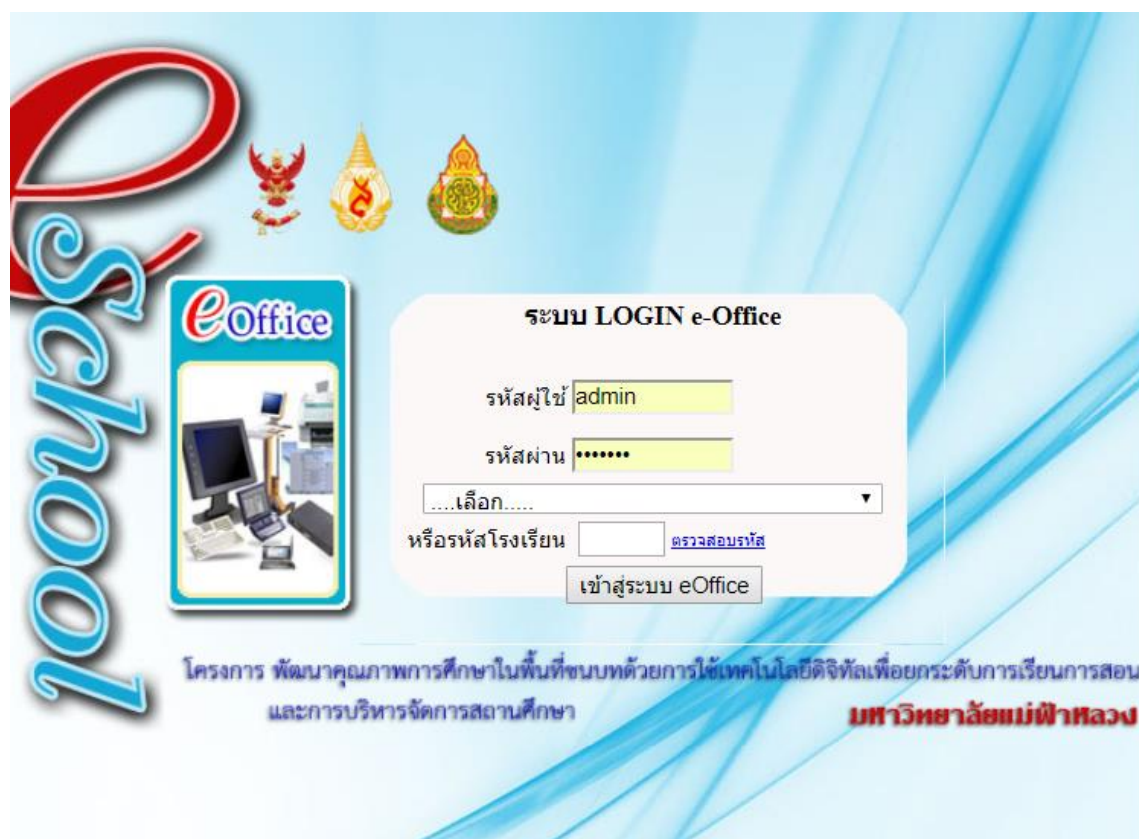 eSchool
eOffice
ระบบ LOGIN e-Office
รหัสผู้ใช้ admin
รหัสผ่าน •••••••
....เลือก.....
หรือรหัสโรงเรียน ตรวจสอบรหัส
เข้าสู่ระบบ eOffice
โครงการ พัฒนาคุณภาพการศึกษาในพื้นที่ชนบทด้วยการใช้เทคโนโลยีดิจิทัลเพื่อยกระดับการเรียนการสอน
และการบริหารจัดการสถานศึกษา
มหาวิทยาลัยแม่ฟ้าหลวง